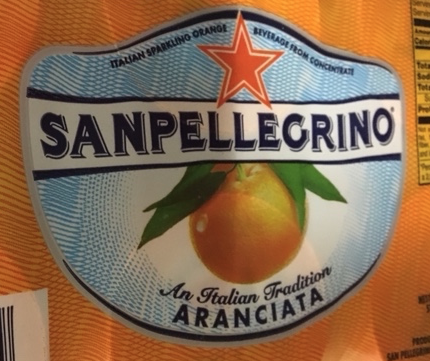 ITALIAN SPARKLING ORANGE BEVERAGE FROM CONCENTRATE
SANPELLEGRINO
An Italian Tradition
ARANCIATA